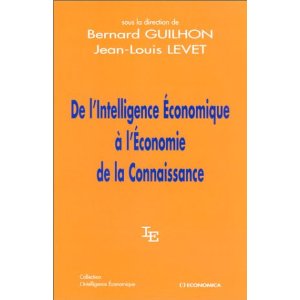 sous la direction de
Bernard GUILHON
Jean-Louis LEVET
De l'Intelligence Économique
à l'Économie
de la Connaissance
IE
Collection
L'Intelligence Économique
ECONOMICA